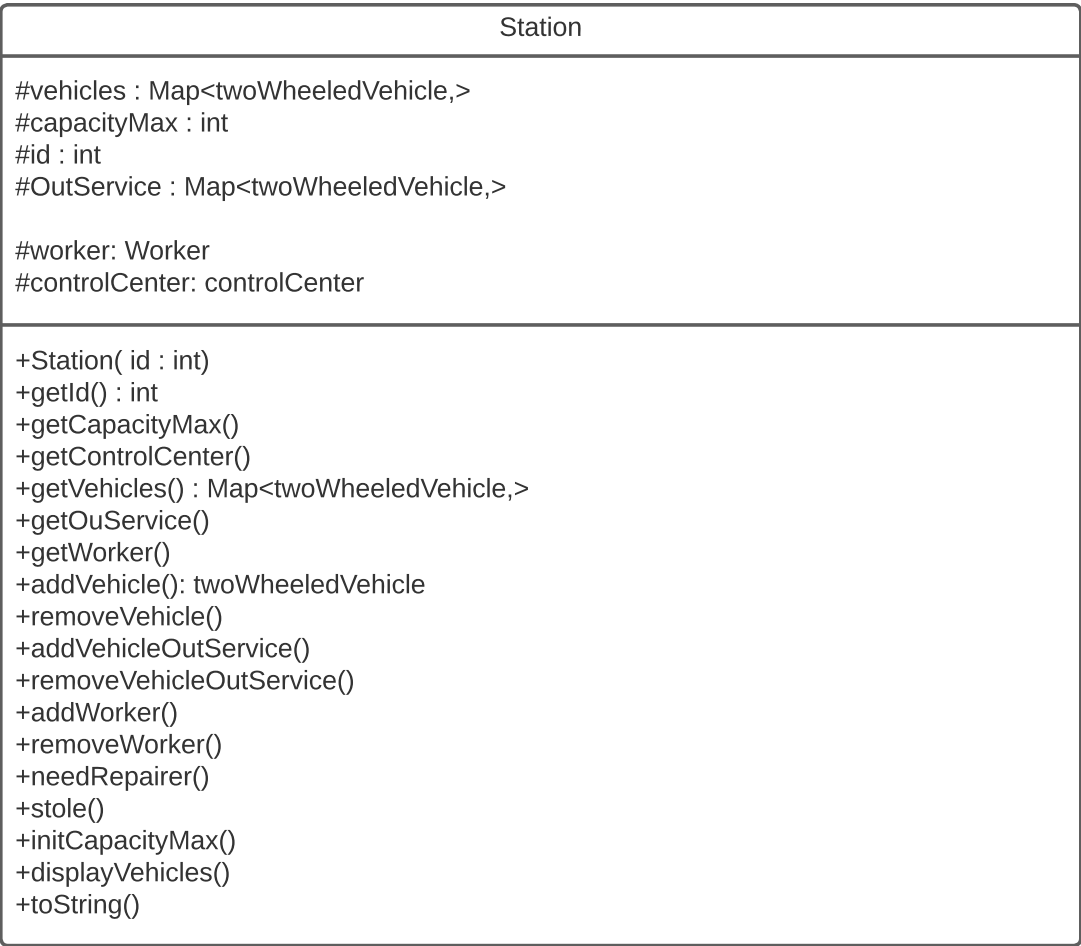 Station
#vehicles : Map<twoWheeledVehicle,>
#capacityMax : int
#id : int
#OutService : Map<twoWheeledVehicle,>
#worker: Worker
#controlCenter: controlCenter
+Station( id : int)
+getId() : int
+getCapacityMax()
+getControlCenter()
+getVehicles() : Map<twoWheeledVehicle,>
+getOuService()
+getWorker()
+addVehicle(): twoWheeledVehicle
+removeVehicle()
+addVehicleOutService()
+removeVehicleOutService()
+addWorker()
+removeWorker()
+needRepairer()
+stole()
+initCapacityMax()
+displayVehicles()
+toString()